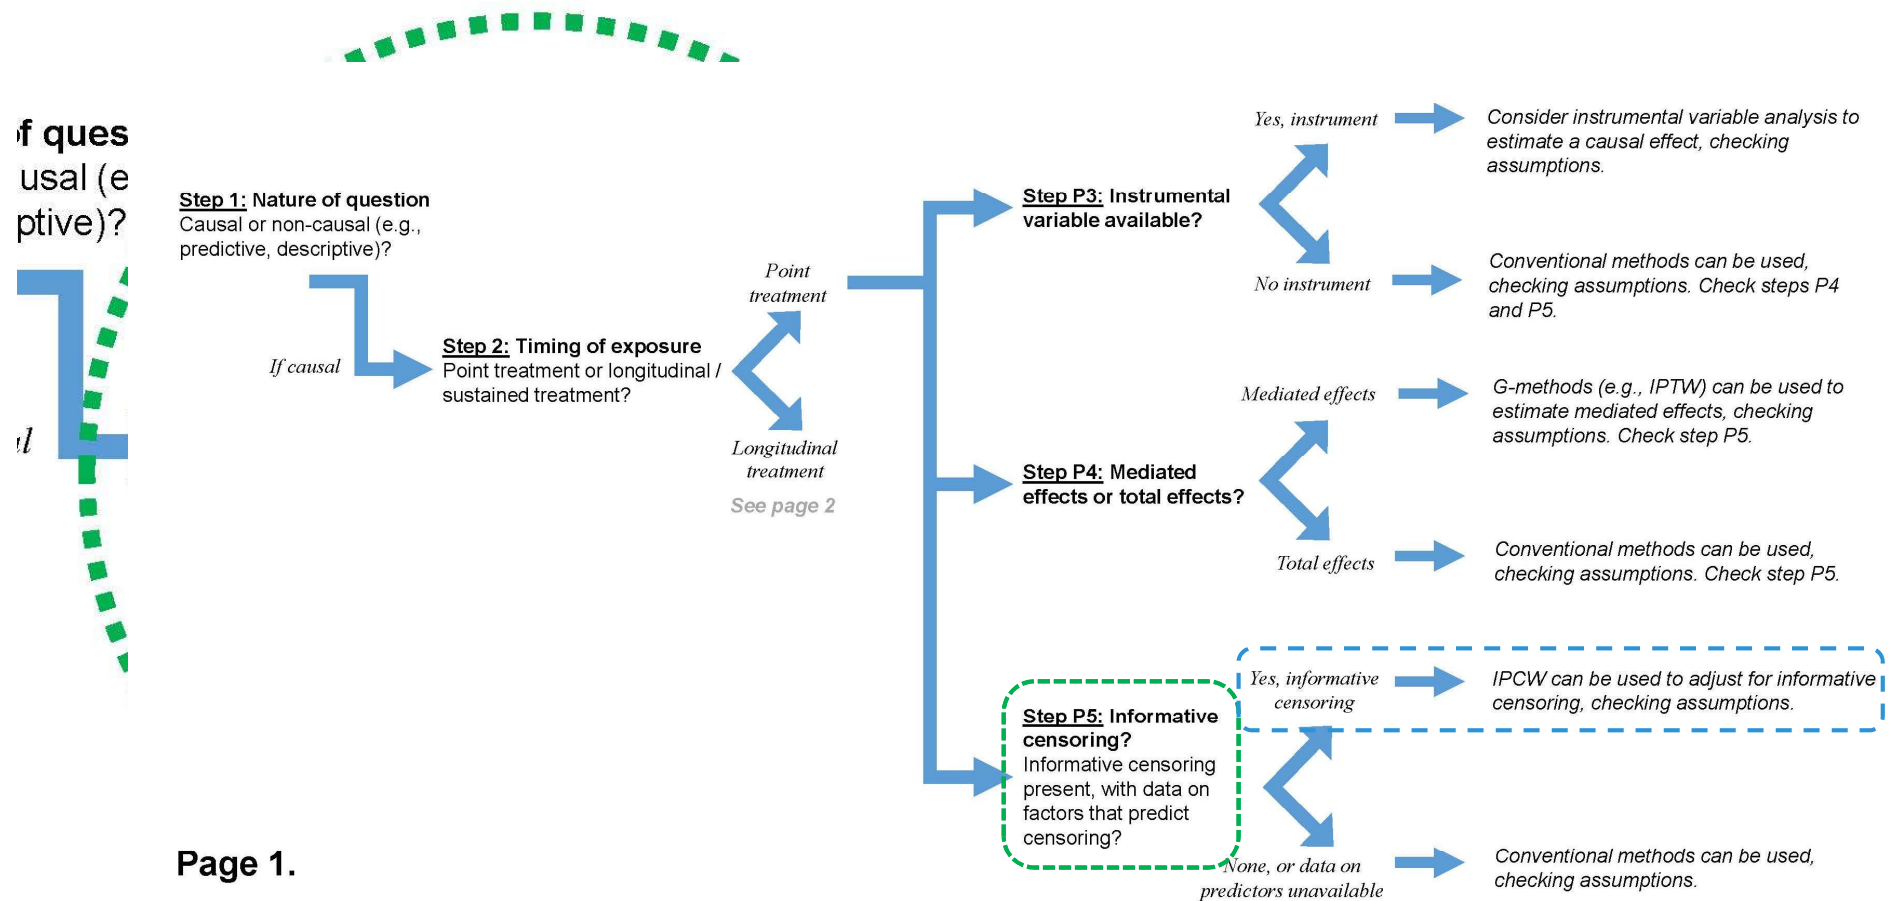 of ques
usal (e
ptive)?
Step 1: Nature of question
Causal or non-causal (e.g.,
predictive, descriptive)?
If causal
Step 2: Timing of exposure
Point treatment or longitudinal /
sustained treatment?
Point
treatment
Longitudinal
treatment
See page 2
Step P3: Instrumental
variable available?
Yes, instrument
Consider instrumental variable analysis to
estimate a causal effect, checking
assumptions.
No instrument
Conventional methods can be used,
checking assumptions. Check steps P4
and P5.
Step P4: Mediated
effects or total effects?
Mediated effects
G-methods (e.g., IPTW) can be used to
estimate mediated effects, checking
assumptions. Check step P5.
Total effects
Conventional methods can be used,
checking assumptions. Check step P5.
Step P5: Informative
censoring?
Informative censoring
present, with data on
factors that predict
censoring?
Yes, informative
censoring
IPCW can be used to adjust for informative
censoring, checking assumptions.
None, or data on
predictors unavailable
Conventional methods can be used,
checking assumptions.
Page 1.